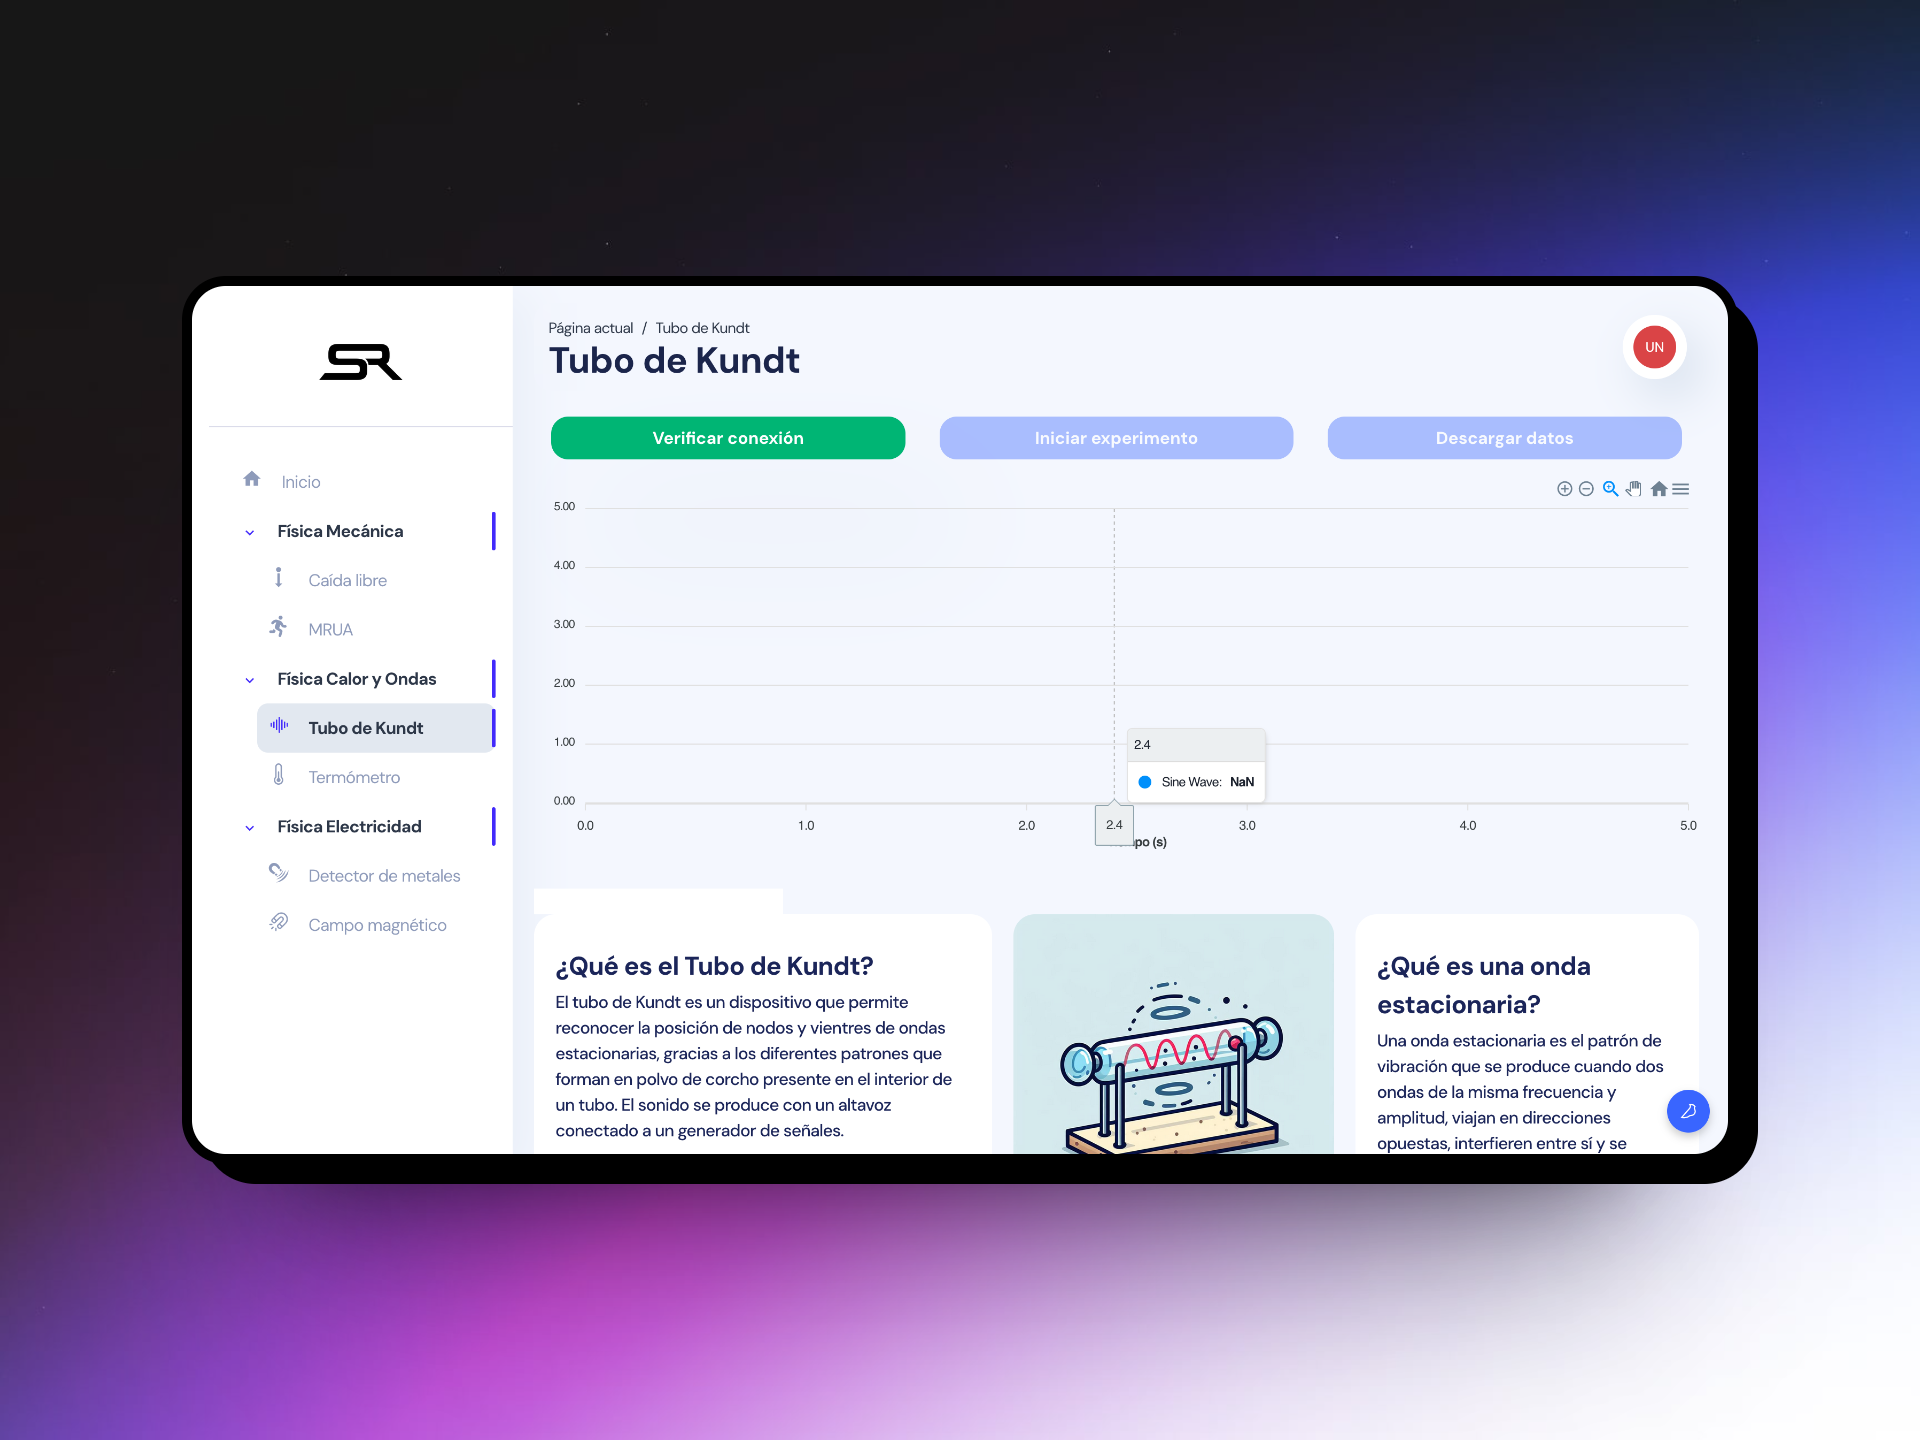 SR
Inicio
Física Mecánica
Caída libre
MRUA
Física Calor y Ondas
Tubo de Kundt
Termómetro
Física Electricidad
Detector de metales
Campo magnético
Página actual / Tubo de Kundt
Tubo de Kundt
UN
Verificar conexión
Iniciar experimento
Descargar datos
5.00
4.00
3.00
2.00
1.00
0.00
2.4
Sine Wave: NaN
0.0 1.0 2.0 2.4 3.0 4.0 5.0
po (s)
¿Qué es el Tubo de Kundt?
El tubo de Kundt es un dispositivo que permite
reconocer la posición de nodos y vientres de ondas
estacionarias, gracias a los diferentes patrones que
forman en polvo de corcho presente en el interior de
un tubo. El sonido se produce con un altavoz
conectado a un generador de señales.
¿Qué es una onda
estacionaria?
Una onda estacionaria es el patrón de
vibración que se produce cuando dos
ondas de la misma frecuencia y
amplitud, viajan en direcciones
opuestas, interfieren entre sí y se